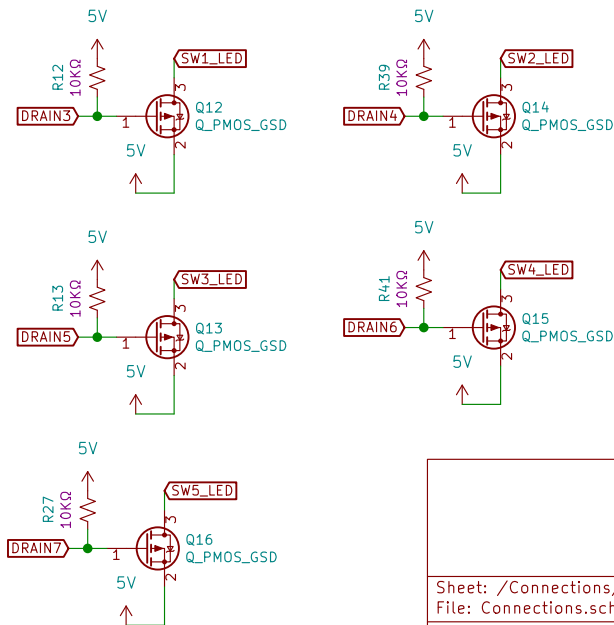 5V
SW1_LED
R12
10KΩ
3
Q12
Q_PMOS_GSD
DRAIN3
1
2
5V
5V
SW2_LED
R39
10KΩ
3
Q14
Q_PMOS_GSD
DRAIN4
1
2
5V
5V
SW3_LED
R13
10KΩ
3
Q13
Q_PMOS_GSD
DRAIN5
1
2
5V
5V
SW4_LED
R41
10KΩ
3
Q15
Q_PMOS_GSD
DRAIN6
1
2
5V
5V
SW5_LED
R27
10KΩ
3
Q16
Q_PMOS_GSD
DRAIN7
1
2
5V
Sheet: /Connections/
File: Connections.sch